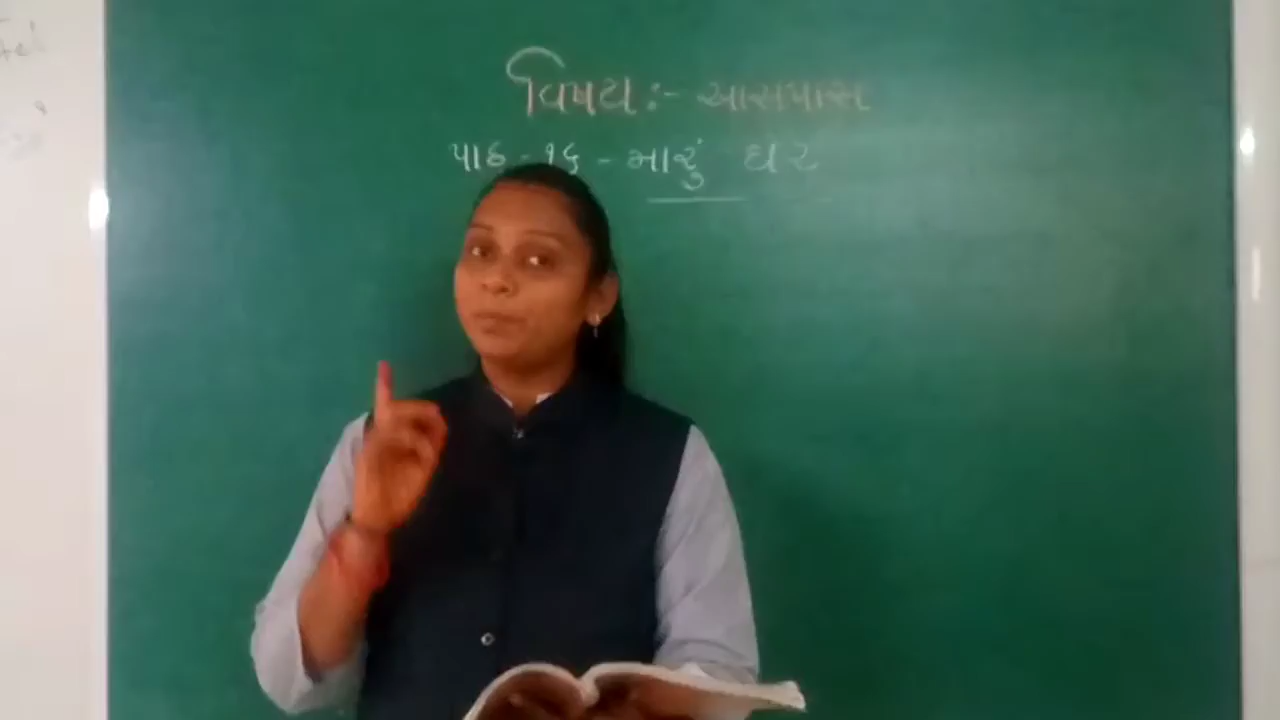 વિષય :- આસપાસ
પાઠ - ૧૬ - મારું ઘર